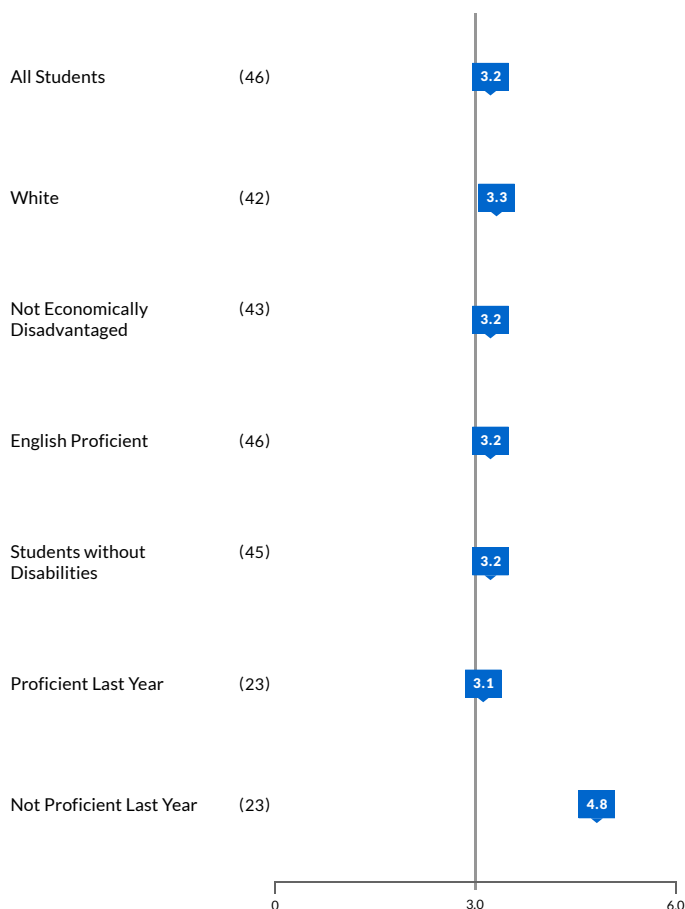 All Students (46) 3.2
White (42) 3.3
Not Economically (43)
Disadvantaged 3.2
English Proficient (46) 3.2
Students without (45)
Disabilities 3.2
Proficient Last Year (23) 3.1
Not Proficient Last Year (23) 4.8
0 3.0 6.0